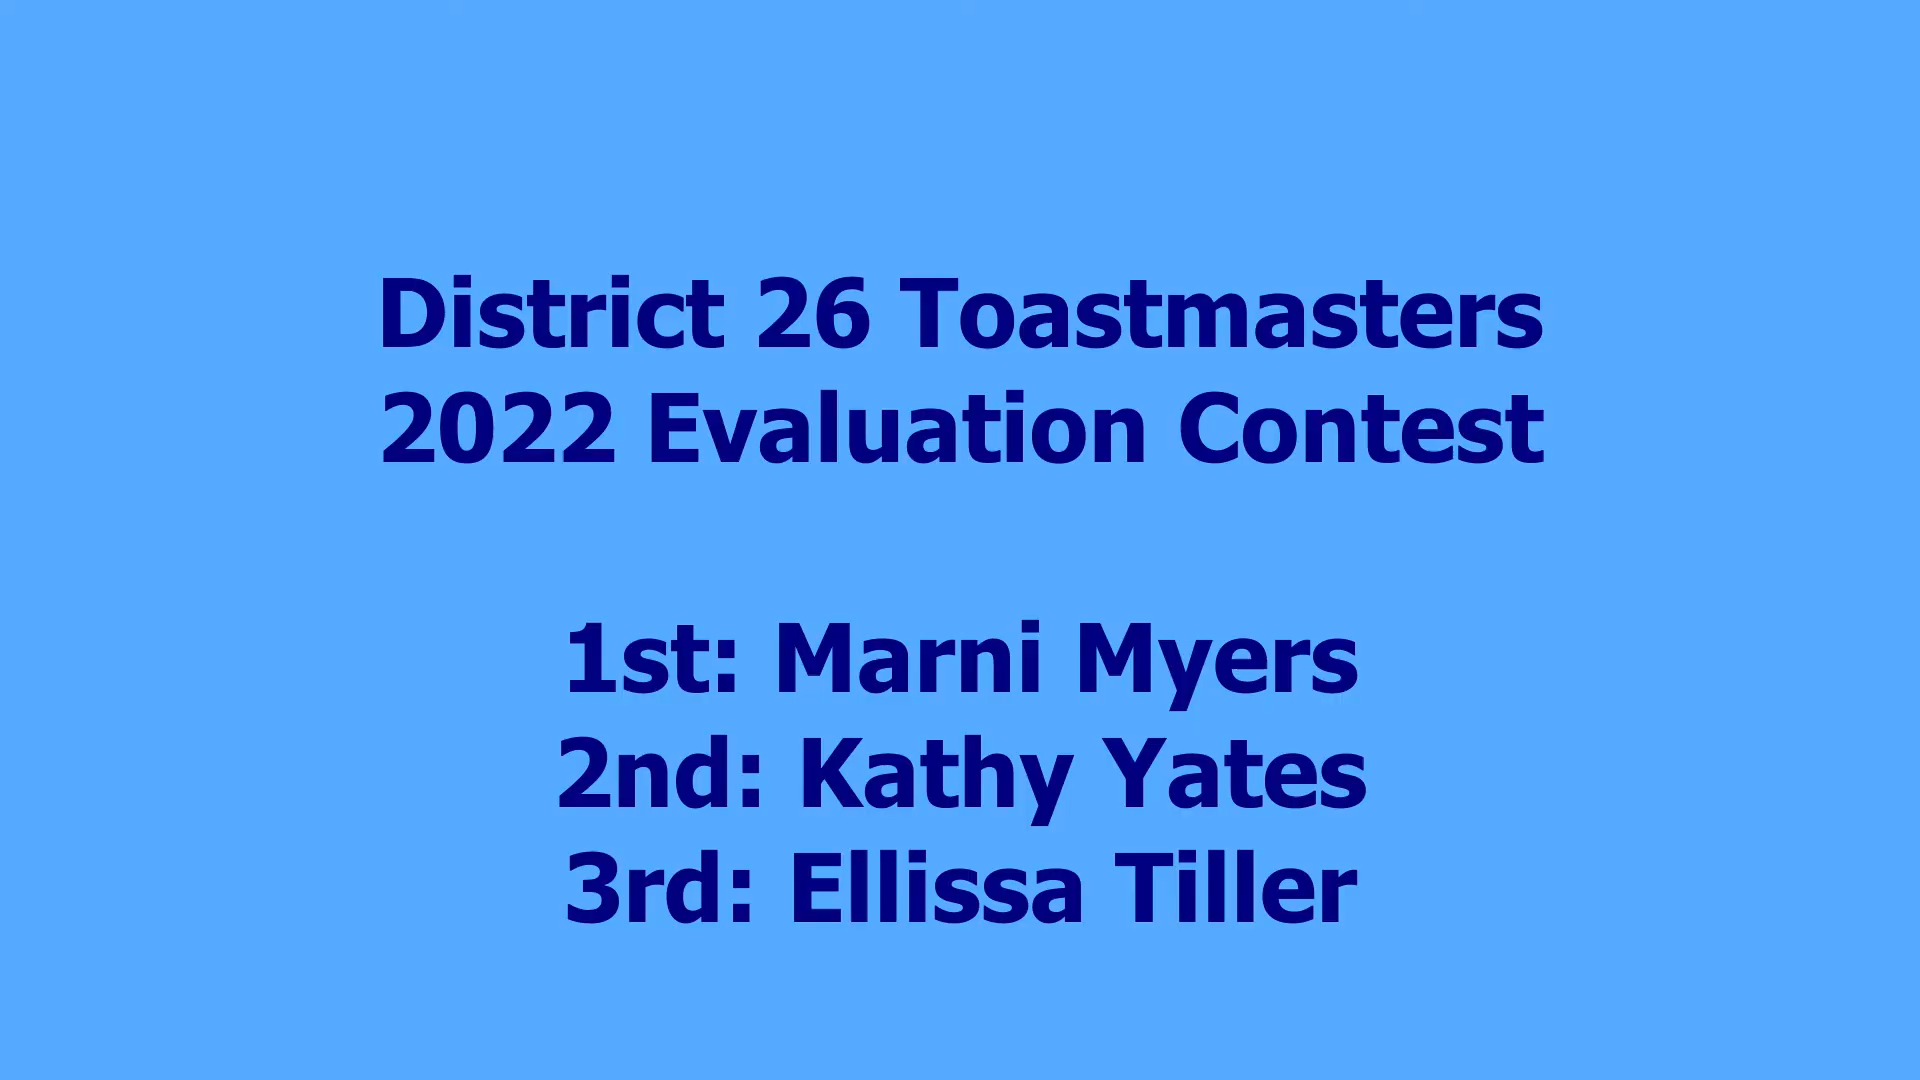 District 26 Toastmasters
2022 Evaluation Contest
1st: Marni Myers
2nd: Kathy Yates
3rd: Ellissa Tiller